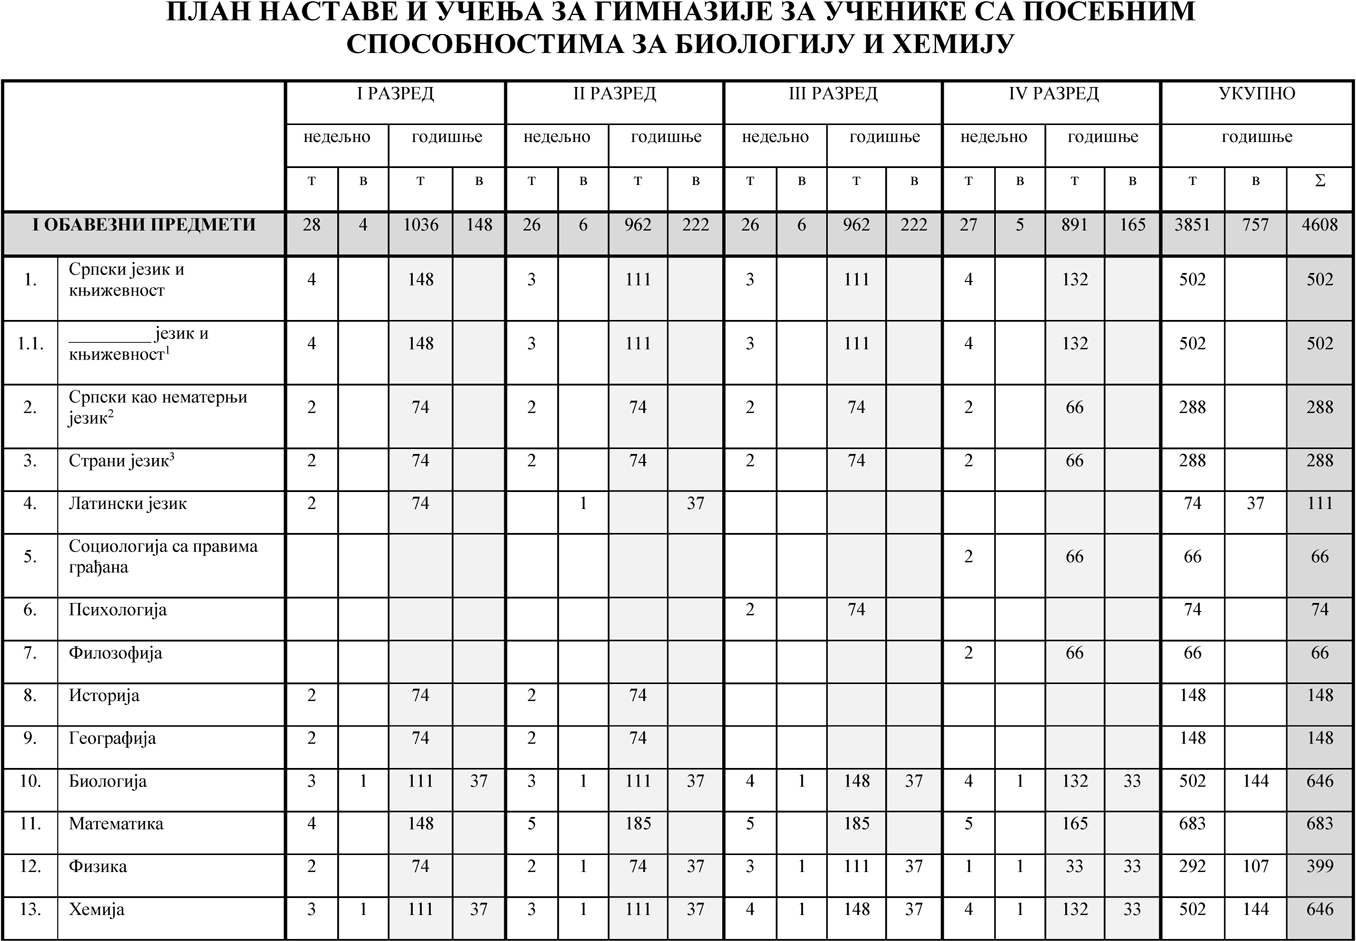 ПЛАН НАСТАВЕ И УЧЕЊА ЗА ГИМНАЗИЈЕ ЗА УЧЕНИКЕ СА ПОСЕБНИМ
СПОСОБНОСТИМА ЗА БИОЛОГИЈУ И ХЕМИЈУ
I РАЗРЕД II РАЗРЕД III РАЗРЕД IV РАЗРЕД УКУПНО
недељно годишње недељно годишње недељно годишње недељно годишње годишње
т в т в т в т в т в т в т в т в т в Σ
I ОБАВЕЗНИ ПРЕДМЕТИ 28 4 1036 148 26 6 962 222 26 6 962 222 27 5 891 165 3851 757 4608
1. Српски језик и књижевност 4 148 3 111 3 111 4 132 502 502
1.1. _________ језик и књижевност¹ 4 148 3 111 3 111 4 132 502 502
2. Српски као нематерњи језик² 2 74 2 74 2 74 2 66 288 288
3. Страни језик³ 2 74 2 74 2 74 2 66 288 288
4. Латински језик 2 74 1 37 74 37 111
5. Социологија са правима грађана 2 66 66 66
6. Психологија 2 74 74 74
7. Филозофија 2 66 66 66
8. Историја 2 74 2 74 148 148
9. Географија 2 74 2 74 148 148
10. Биологија 3 1 111 37 3 1 111 37 4 1 148 37 4 1 132 33 502 144 646
11. Математика 4 148 5 185 5 185 5 165 683 683
12. Физика 2 74 2 1 74 37 3 1 111 37 1 1 33 33 292 107 399
13. Хемија 3 1 111 37 3 1 111 37 4 1 148 37 4 1 132 33 502 144 646